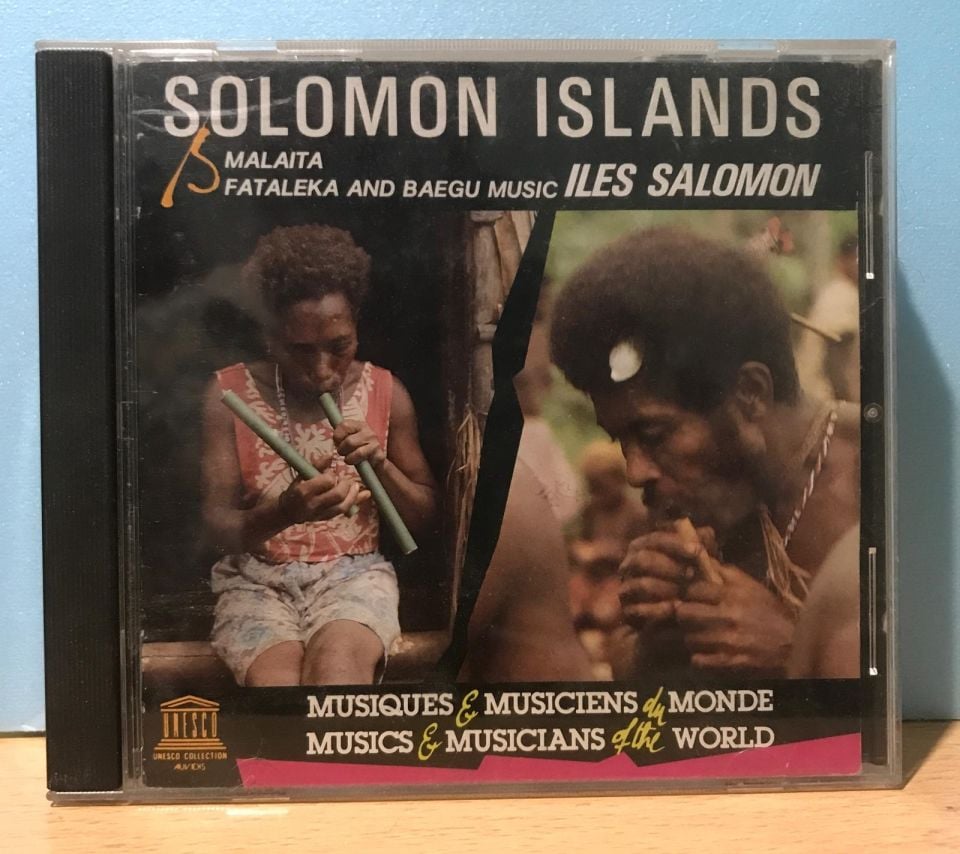 SOLOMON ISLANDS
MALAITA
FATALEKA AND BAEGU MUSIC ILES SALOMON
MUSIQUES & MUSICIENS du MONDE
MUSICS & MUSICIANS of the WORLD
UNESCO
UNESCO COLLECTION
AUVIDIS